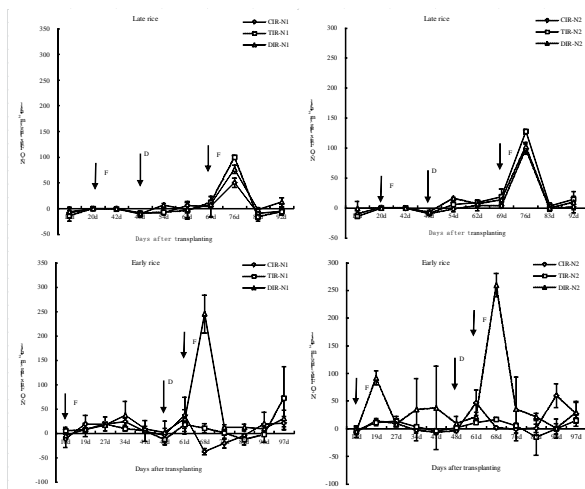 Late rice
CIR-N1
TIR-N1
DIR-N1
350
300
250
200
150
100
50
0
-50
F
D
F
20d 42d 54d 76d 92d
Days after transplanting
Late rice
CIR-N2
TIR-N2
DIR-N2
350
300
250
200
150
100
50
0
-50
F
D
F
20d 42d 54d 69d 76d 83d 92d
Days after transplanting
Early rice
CIR-N1
TIR-N1
DIR-N1
350
300
250
200
150
100
50
0
-50
-100
F
D
F
19d 27d 34d 61d 68d 97d
Days after transplanting
Early rice
CIR-N2
TIR-N2
DIR-N2
300
250
200
150
100
50
0
-50
-100
F
D
F
19d 27d 48d 61d 68d 97d
Days after transplanting